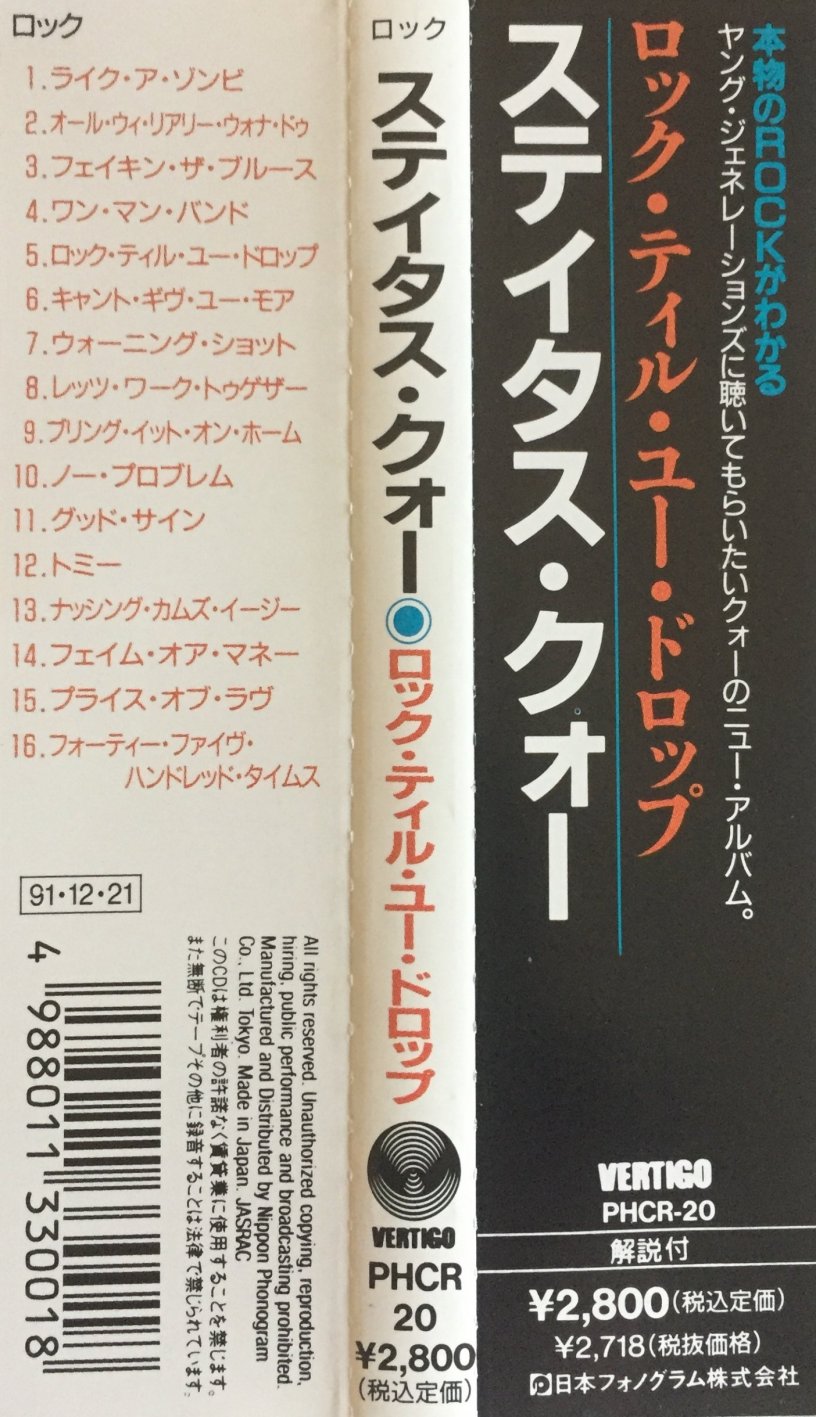 ロック
1.ライク・ア・ゾンビ
2.オール・ウィ・リアリー・ウォナ・ドゥ
3.フェイキン・ザ・ブルース
4.ワン・マン・バンド
5.ロック・ティル・ユー・ドロップ
6.キャント・ギヴ・ユー・モア
7.ウォーニング・ショット
8.レッツ・ワーク・トゥゲザー
9.ブリング・イット・オン・ホーム
10.ノー・プロブレム
11.グッド・サイン
12.トミー
13.ナッシング・カムズ・イージー
14.フェイム・オア・マネー
15.プライス・オブ・ラヴ
16.フォーティー・ファイヴ・
ハンドレッド・タイムス
91・12・21
4 988011 330018
All rights reserved. Unauthorized copying, reproduction,
hiring, public performance and broadcasting prohibited.
Manufactured and Distributed by Nippon Phonogram
Co., Ltd. Tokyo. Made in Japan. JASRAC
このCDは権利者の許諾なく賃貸業に使用することを禁じます。
また無断でテープその他に録音することは法律で禁じられています。
ロック
ステイタス・クォー
ロック・ティル・ユー・ドロップ
VERTIGO
PHCR
20
¥2,800
(税込定価)
本物のROCKがわかる
ヤング・ジェネレーションズに聴いてもらいたいクォーのニュー・アルバム。
ロック・ティル・ユー・ドロップ
ステイタス・クォー
VERTIGO
PHCR-20
解説付
¥2,800(税込定価)
¥2,718(税抜価格)
日本フォノグラム株式会社